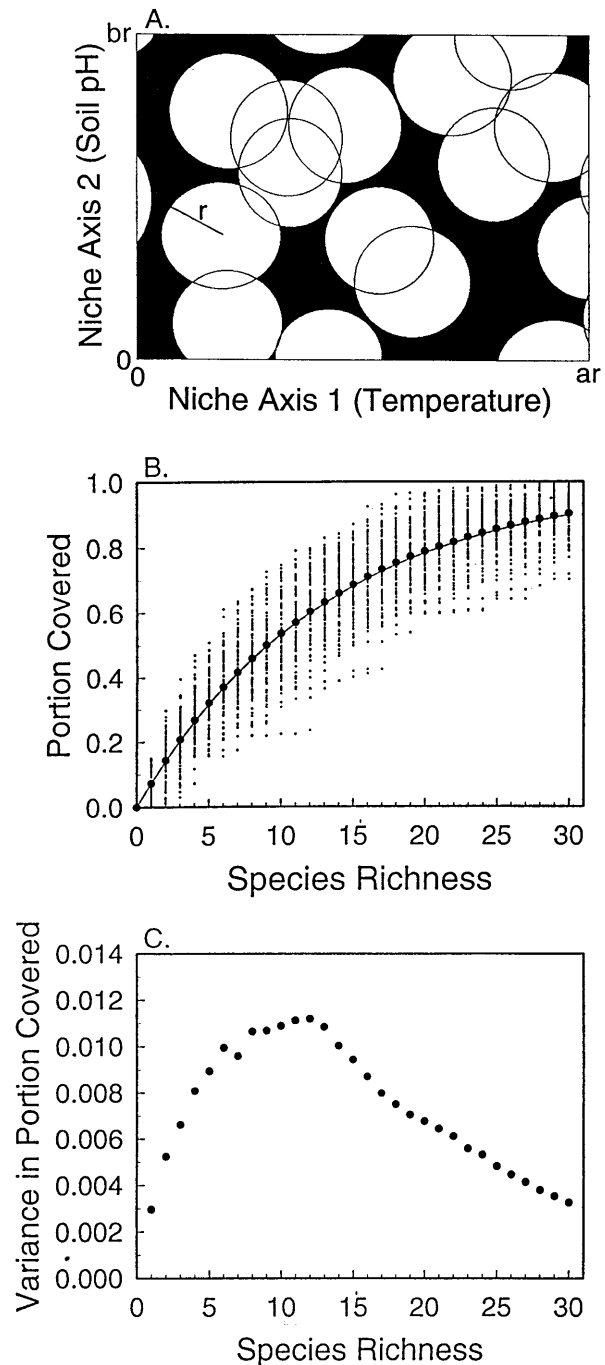 A.
br
Niche Axis 2 (Soil pH)
r
0
0
ar
Niche Axis 1 (Temperature)
B.
1.0
0.8
0.6
0.4
0.2
0.0
Portion Covered
0 5 10 15 20 25 30
Species Richness
C.
0.014
0.012
0.010
0.008
0.006
0.004
0.002
0.000
Variance in Portion Covered
0 5 10 15 20 25 30
Species Richness